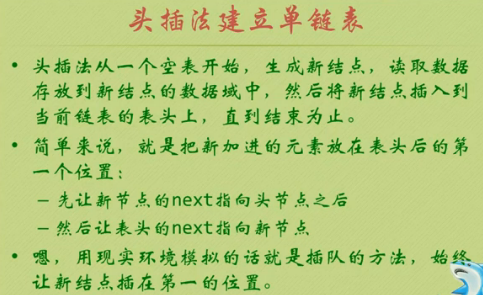 头插法建立单链表
• 头插法从一个空表开始，生成新结点，读取数据
存放到新结点的数据域中，然后将新结点插入到
当前链表的表头上，直到结束为止。
• 简单来说，就是把新加进的元素放在表头后的第
一个位置：
– 先让新节点的next指向头节点之后
– 然后让表头的next指向新节点
• 嗯，用现实环境模拟的话就是插队的方法，始终
让新结点插在第一的位置。